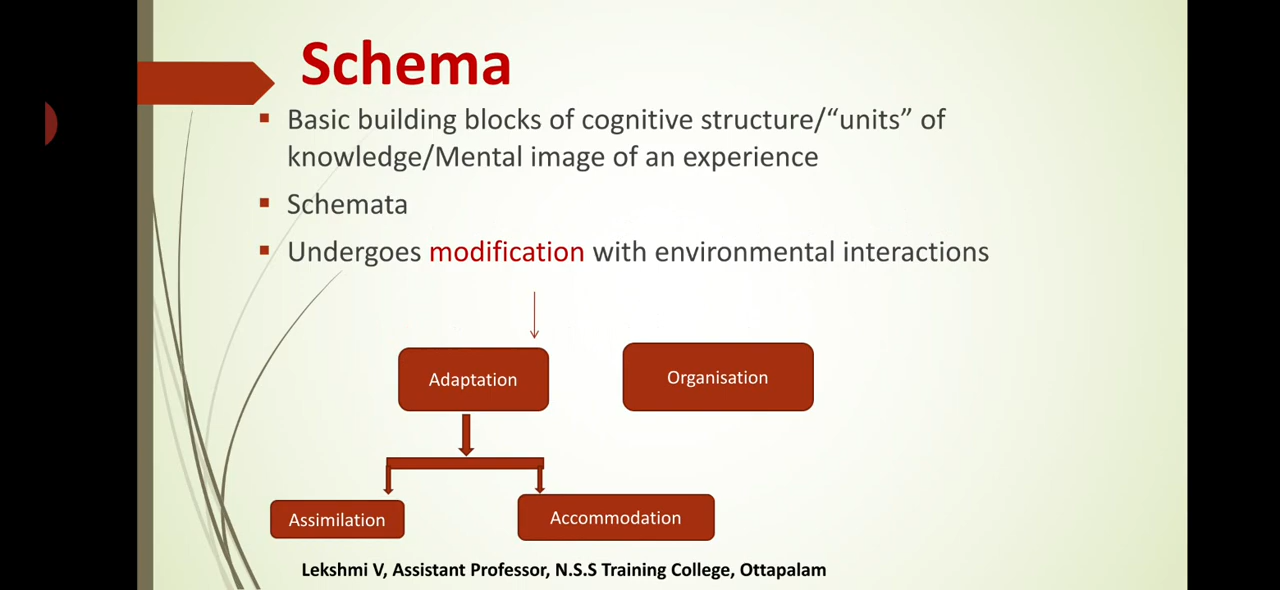 Schema
Basic building blocks of cognitive structure/“units” of
knowledge/Mental image of an experience
Schemata
Undergoes modification with environmental interactions
Adaptation
Organisation
Assimilation
Accommodation
Lekshmi V, Assistant Professor, N.S.S Training College, Ottapalam